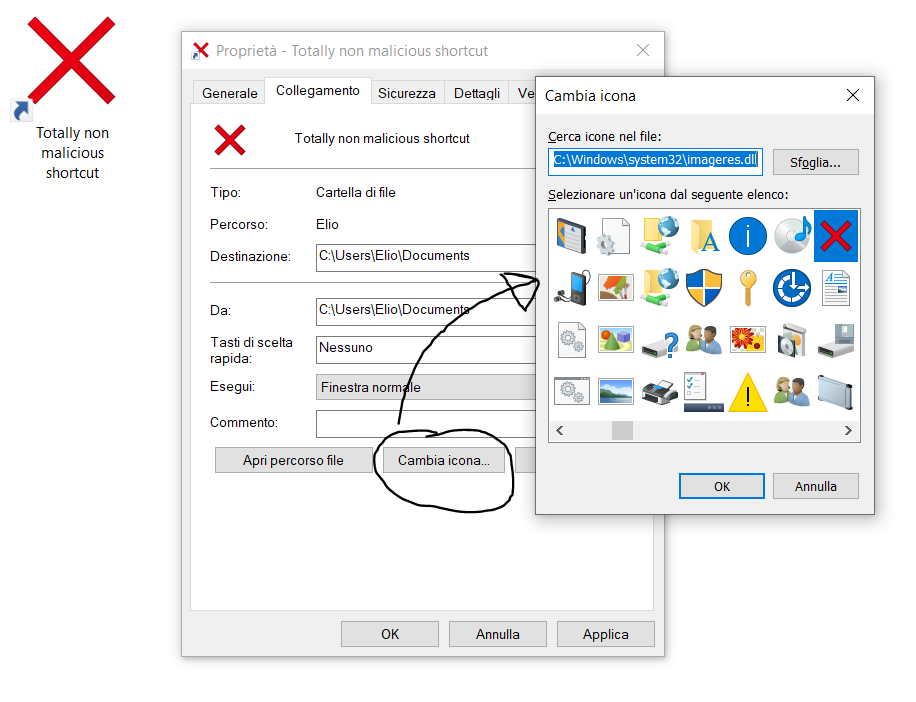 Totally non
malicious
shortcut
Proprietà - Totally non malicious shortcut
Generale
Collegamento
Sicurezza
Dettagli
Ve
Totally non malicious shortcut
Tipo:
Cartella di file
Percorso:
Elio
Destinazione:
C:\Users\Elio\Documents
Da:
C:\Users\Elio\Documents
Tasti di scelta
rapida:
Nessuno
Esegui:
Finestra normale
Commento:
Apri percorso file
Cambia icona...
OK
Annulla
Applica
Cambia icona
Cerca icone nel file:
C:\Windows\system32\imageres.dll
Sfoglia...
Selezionare un'icona dal seguente elenco:
OK
Annulla